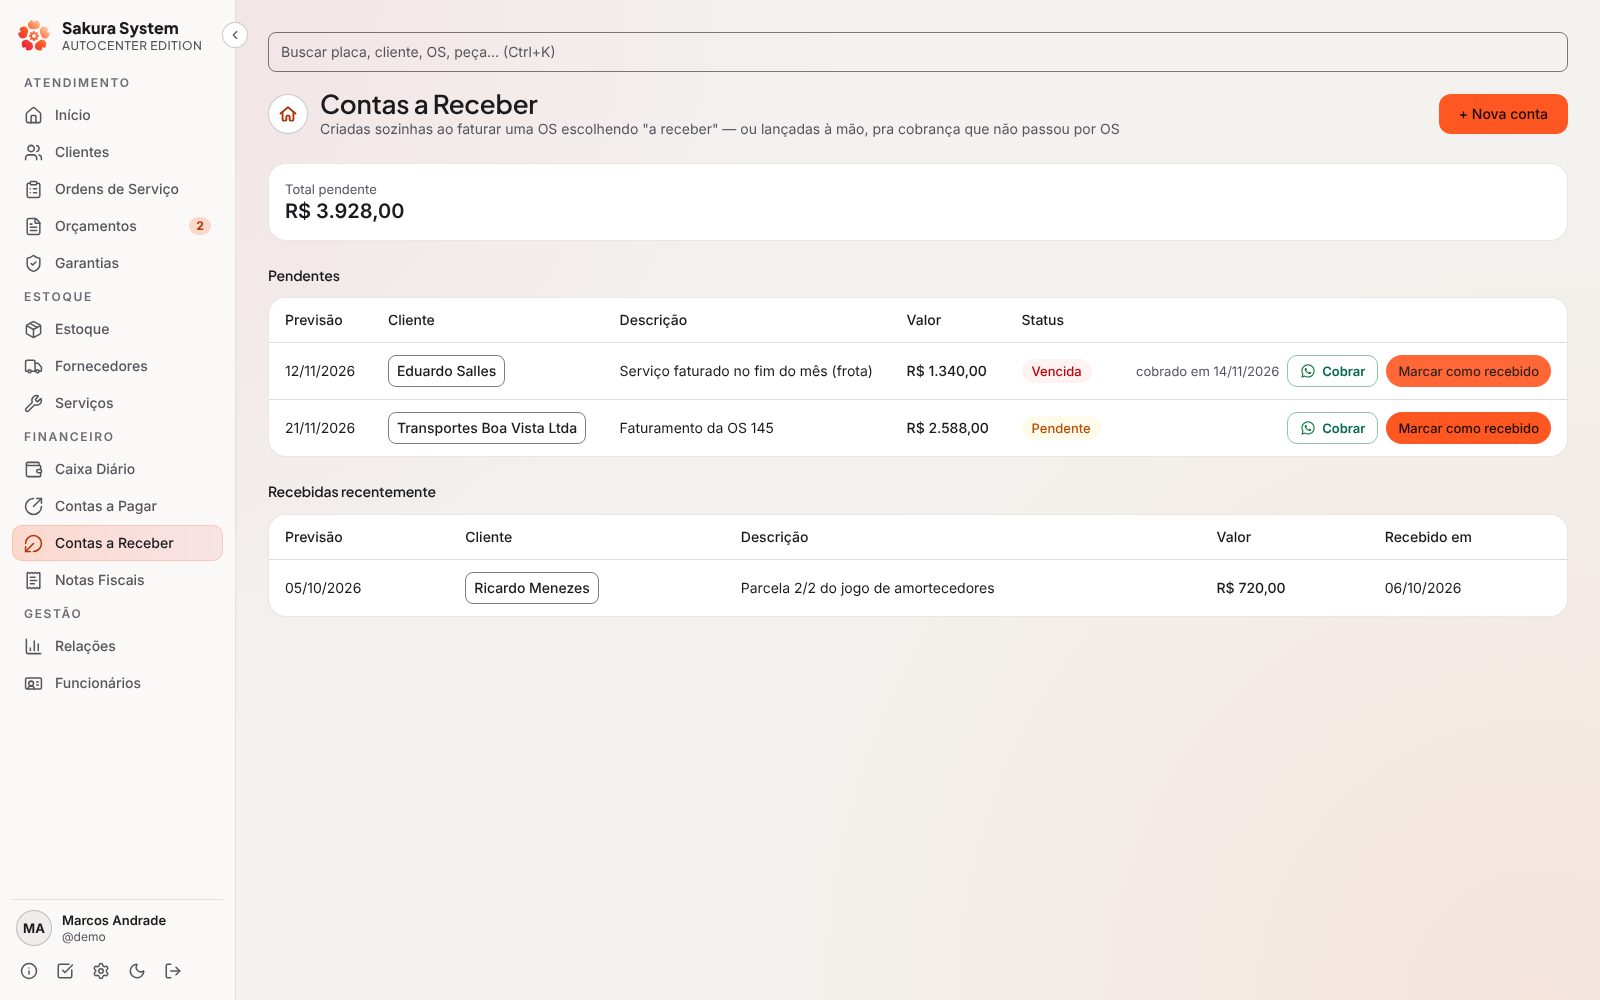 Sakura System
AUTOCENTER EDITION
ATENDIMENTO
Início
Clientes
Ordens de Serviço
Orçamentos 2
Garantias
ESTOQUE
Estoque
Fornecedores
Serviços
FINANCEIRO
Caixa Diário
Contas a Pagar
Contas a Receber
Notas Fiscais
GESTÃO
Relações
Funcionários
MA
Marcos Andrade
@demo
Buscar placa, cliente, OS, peça... (Ctrl+K)
Contas a Receber
Criadas sozinhas ao faturar uma OS escolhendo "a receber" — ou lançadas à mão, pra cobrança que não passou por OS
+ Nova conta
Total pendente
R$ 3.928,00
Pendentes
Previsão Cliente Descrição Valor Status
12/11/2026 Eduardo Salles Serviço faturado no fim do mês (frota) R$ 1.340,00 Vencida cobrado em 14/11/2026 Cobrar Marcar como recebido
21/11/2026 Transportes Boa Vista Ltda Faturamento da OS 145 R$ 2.588,00 Pendente Cobrar Marcar como recebido
Recebidas recentemente
Previsão Cliente Descrição Valor Recebido em
05/10/2026 Ricardo Menezes Parcela 2/2 do jogo de amortecedores R$ 720,00 06/10/2026